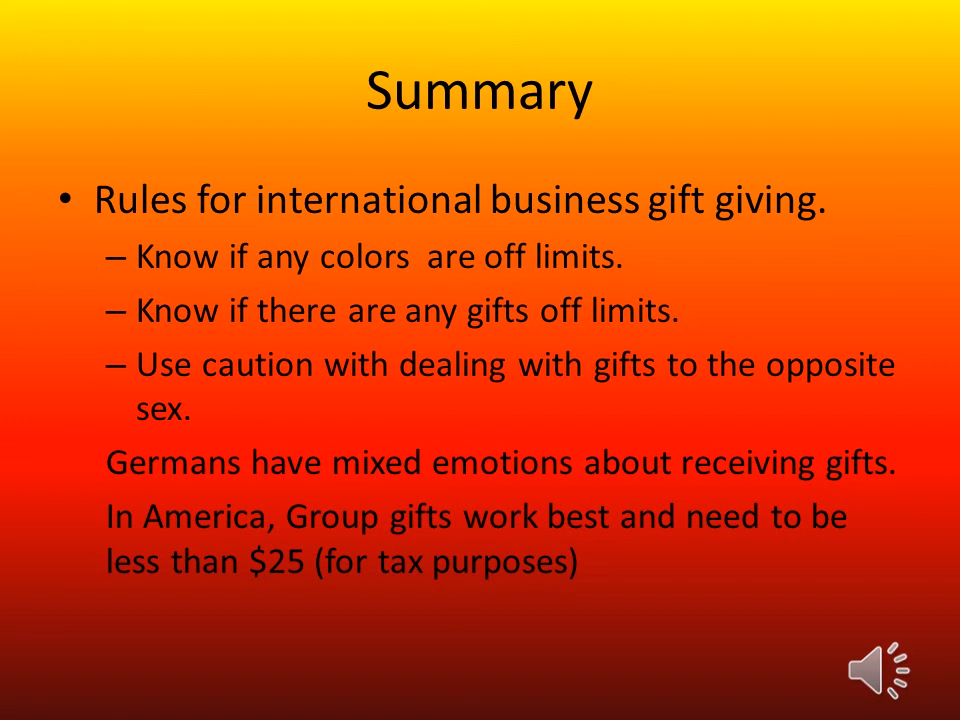 Summary
• Rules for international business gift giving.
– Know if any colors  are off limits.
– Know if there are any gifts off limits.
– Use caution with dealing with gifts to the opposite
sex.
Germans have mixed emotions about receiving gifts.
In America, Group gifts work best and need to be
less than $25 (for tax purposes)